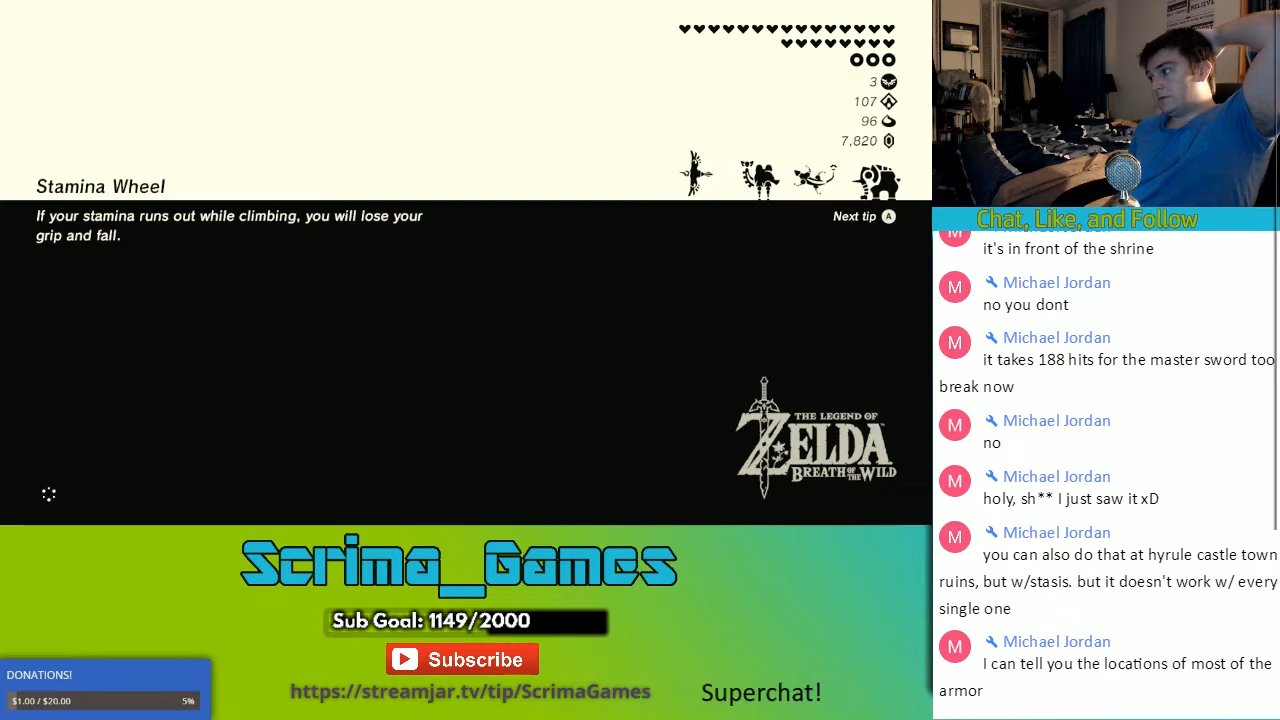 3
107
96
7,820
Stamina Wheel
If your stamina runs out while climbing, you will lose your
grip and fall.
Next tip A
THE LEGEND OF
ZELDA
BREATH OF THE WILD
Scrima_Games
Sub Goal: 1149/2000
Subscribe
https://streamjar.tv/tip/ScrimaGames
Superchat!
DONATIONS!
$1.00 / $20.00
5%
BELIEVE
Chat, Like, and Follow
M
it's in front of the shrine
M Michael Jordan
no you dont
M Michael Jordan
it takes 188 hits for the master sword too
break now
M Michael Jordan
no
M Michael Jordan
holy, sh** I just saw it xD
M Michael Jordan
you can also do that at hyrule castle town
ruins, but w/stasis. but it doesn't work w/ every
single one
M Michael Jordan
I can tell you the locations of most of the
armor